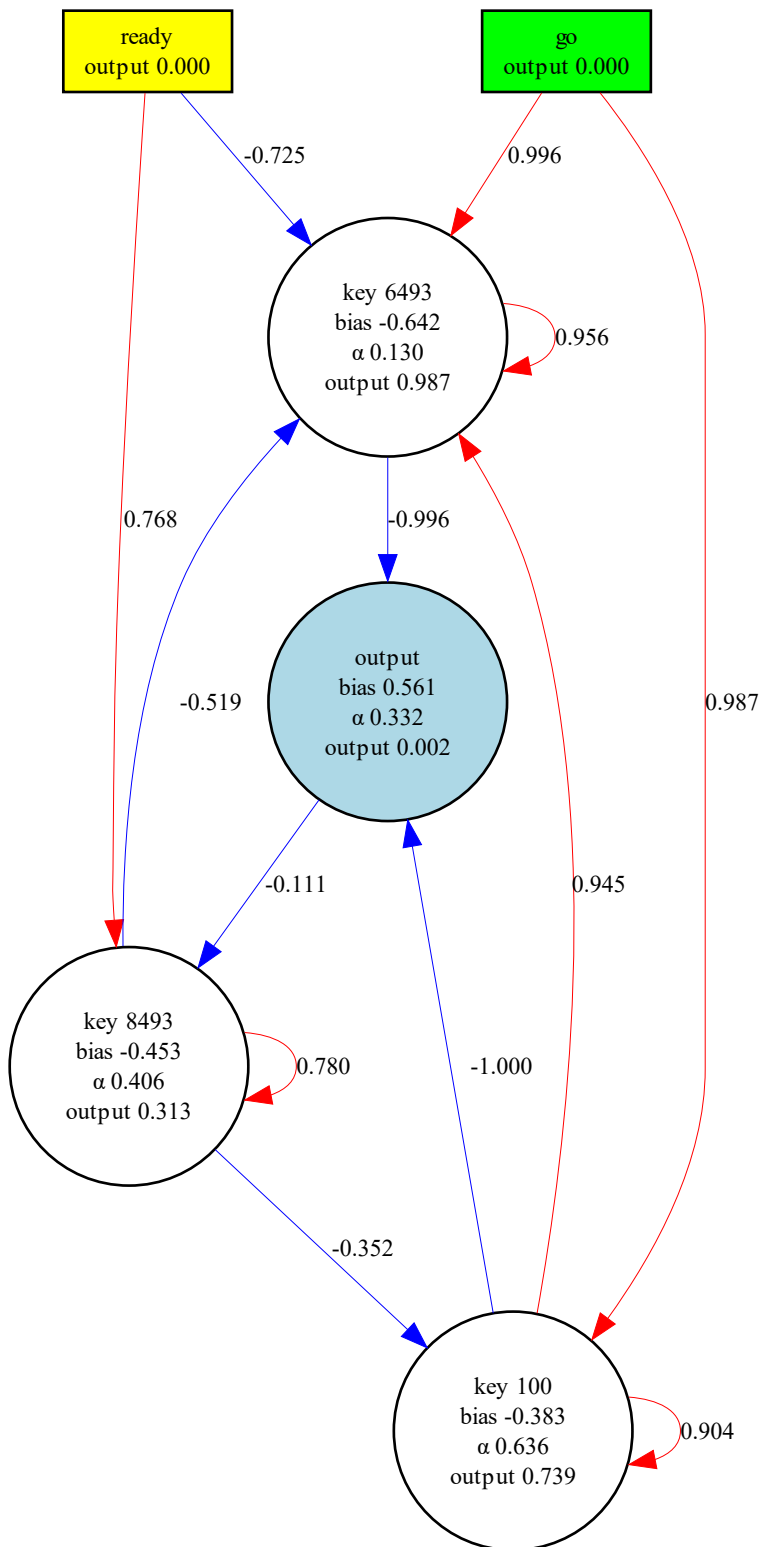 ready
output 0.000
go
output 0.000
-0.725
0.996
key 6493
bias -0.642
α 0.130
output 0.987
0.956
0.768
-0.996
-0.519
output
bias 0.561
α 0.332
output 0.002
0.987
-0.111
0.945
key 8493
bias -0.453
α 0.406
output 0.313
0.780
-1.000
-0.352
key 100
bias -0.383
α 0.636
output 0.739
0.904